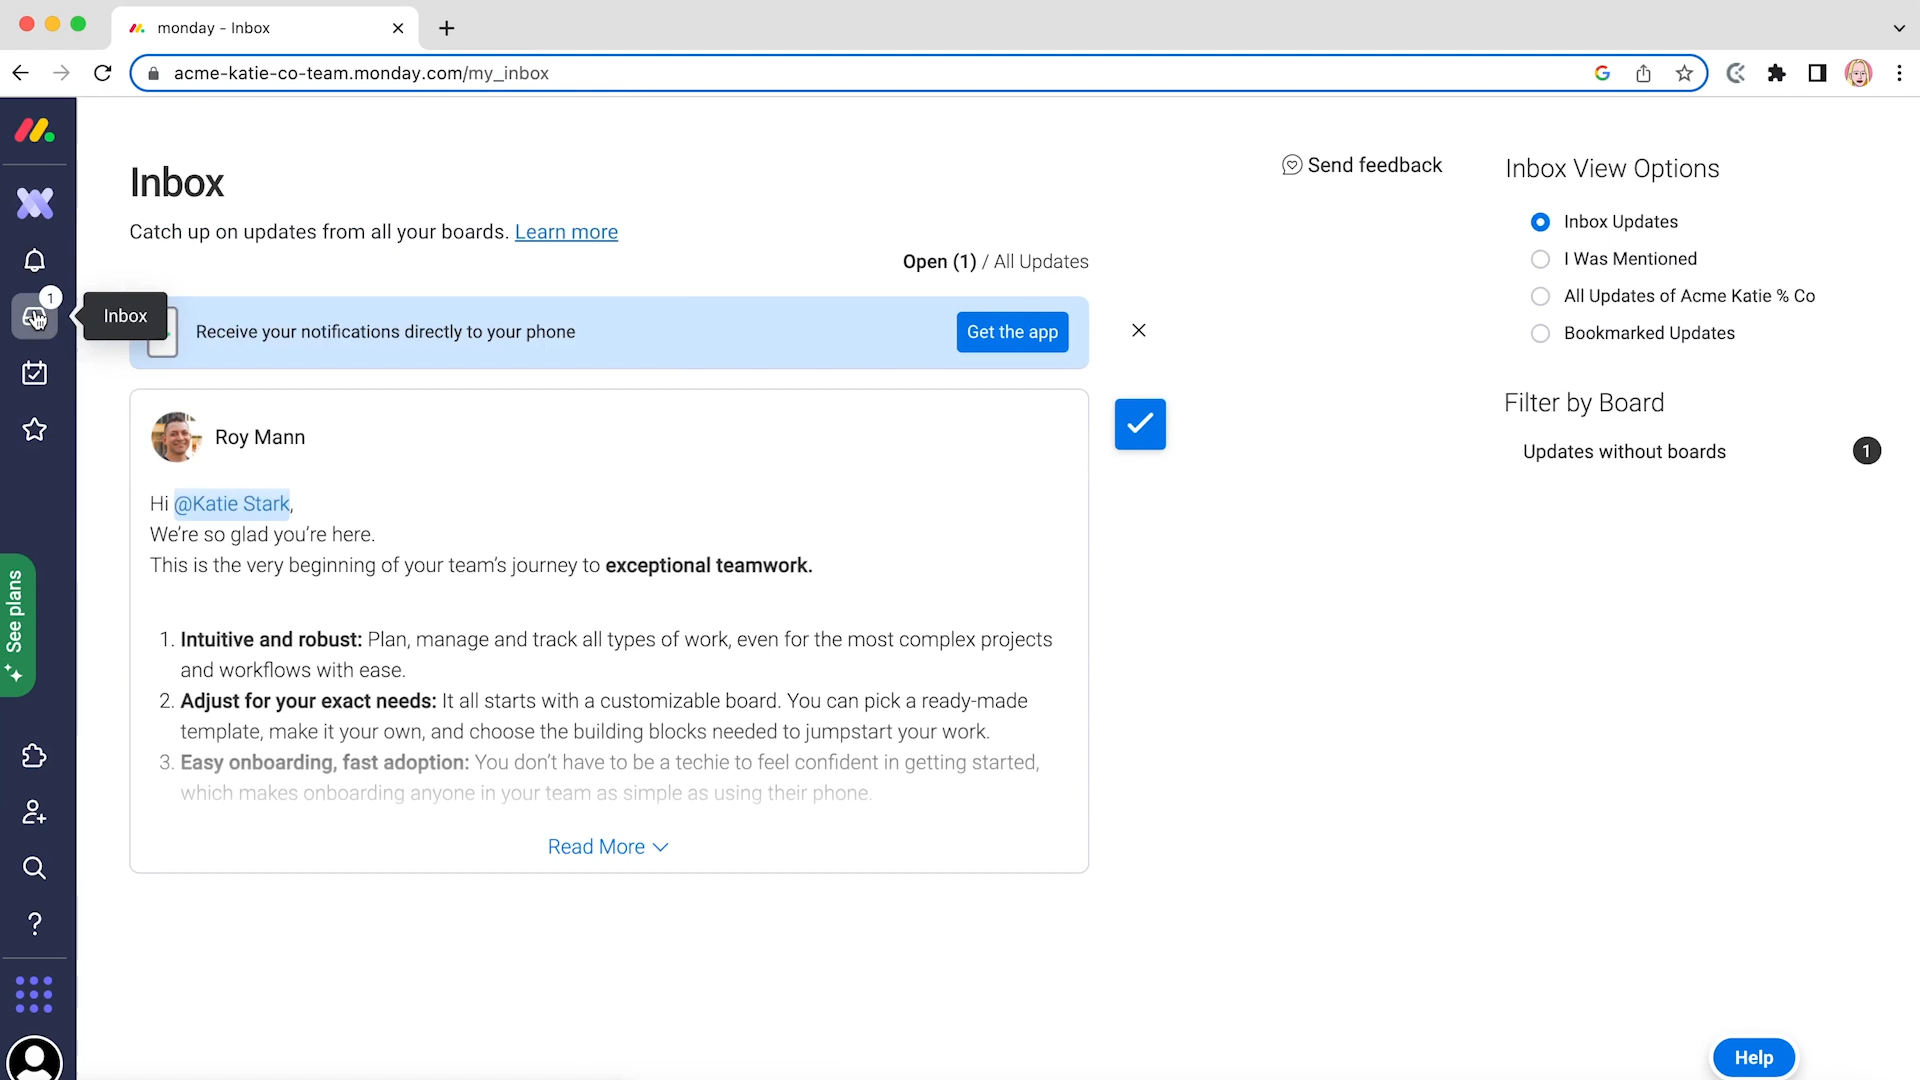 monday - Inbox
acme-katie-co-team.monday.com/my_inbox
Inbox
Send feedback
Inbox View Options
Catch up on updates from all your boards. Learn more
Open (1) / All Updates
Inbox Updates
I Was Mentioned
All Updates of Acme Katie % Co
Bookmarked Updates
1
Inbox
Receive your notifications directly to your phone
Get the app
Filter by Board
Updates without boards
1
Roy Mann
Hi @Katie Stark,
We're so glad you're here.
This is the very beginning of your team's journey to exceptional teamwork.
1. Intuitive and robust: Plan, manage and track all types of work, even for the most complex projects
and workflows with ease.
2. Adjust for your exact needs: It all starts with a customizable board. You can pick a ready-made
template, make it your own, and choose the building blocks needed to jumpstart your work.
3. Easy onboarding, fast adoption: You don't have to be a techie to feel confident in getting started,
which makes onboarding anyone in your team as simple as using their phone.
Read More
See plans
Help